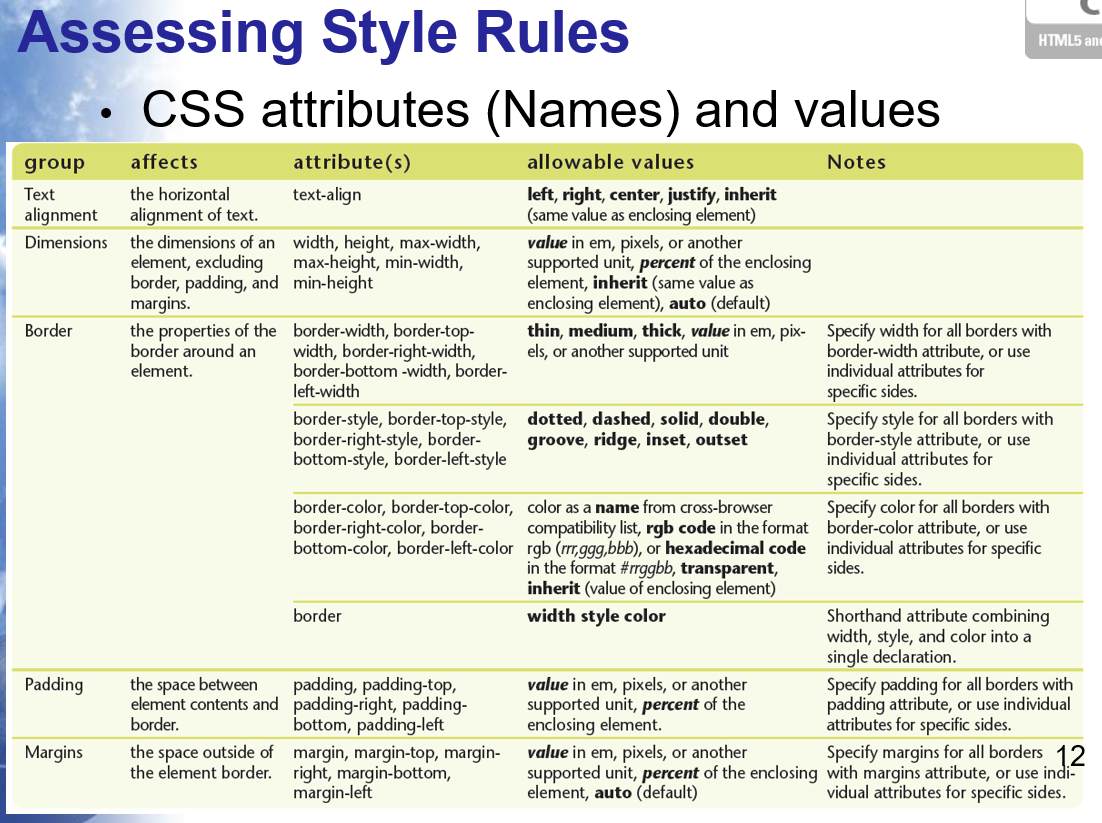 Assessing Style Rules
HTML5 and
• CSS attributes (Names) and values
group affects attribute(s) allowable values Notes
Text alignment
the horizontal alignment of text.
text-align
left, right, center, justify, inherit
(same value as enclosing element)
Dimensions
the dimensions of an
element, excluding
border, padding, and
margins.
width, height, max-width,
max-height, min-width,
min-height
value in em, pixels, or another
supported unit, percent of the enclosing
element, inherit (same value as
enclosing element), auto (default)
Border
the properties of the
border around an
element.
border-width, border-top-
width, border-right-width,
border-bottom -width, border-
left-width
thin, medium, thick, value in em, pix-
els, or another supported unit
Specify width for all borders with
border-width attribute, or use
individual attributes for
specific sides.
border-style, border-top-style,
border-right-style, border-
bottom-style, border-left-style
dotted, dashed, solid, double,
groove, ridge, inset, outset
Specify style for all borders with
border-style attribute, or use
individual attributes for
specific sides.
border-color, border-top-color,
border-right-color, border-
bottom-color, border-left-color
color as a name from cross-browser
compatibility list, rgb code in the format
rgb (rrr,ggg,bbb), or hexadecimal code
in the format #rrggbb, transparent,
inherit (value of enclosing element)
Specify color for all borders with
border-color attribute, or use
individual attributes for specific
sides.
border
width style color
Shorthand attribute combining
width, style, and color into a
single declaration.
Padding
the space between
element contents and
border.
padding, padding-top,
padding-right, padding-
bottom, padding-left
value in em, pixels, or another
supported unit, percent of the
enclosing element.
Specify padding for all borders with
padding attribute, or use individual
attributes for specific sides.
Margins
the space outside of
the element border.
margin, margin-top, margin-
right, margin-bottom,
margin-left
value in em, pixels, or another
supported unit, percent of the enclosing
element, auto (default)
Specify margins for all borders
with margins attribute, or use indi-
vidual attributes for specific sides.
12